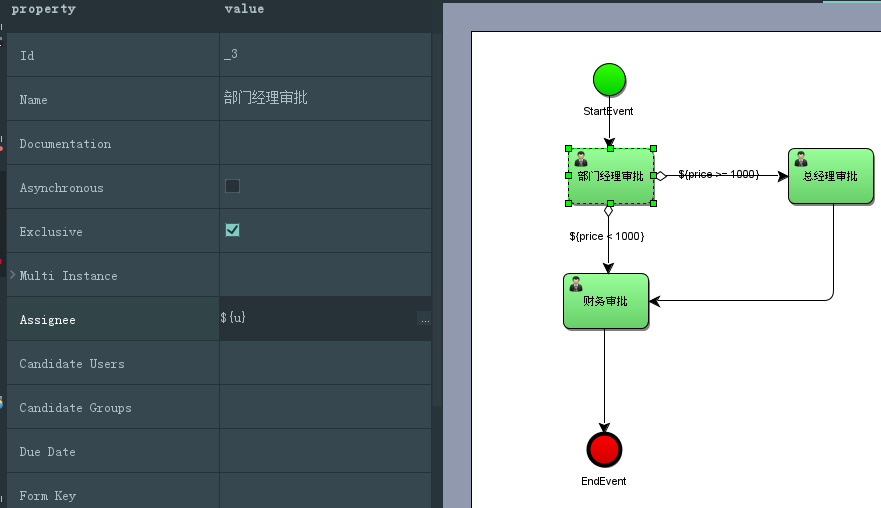 property value
Id _3
Name 部门经理审批
Documentation
Asynchronous
Exclusive
Multi Instance
Assignee ${u} ...
Candidate Users
Candidate Groups
Due Date
Form Key
StartEvent
部门经理审批
${price >= 1000}
总经理审批
${price < 1000}
财务审批
EndEvent